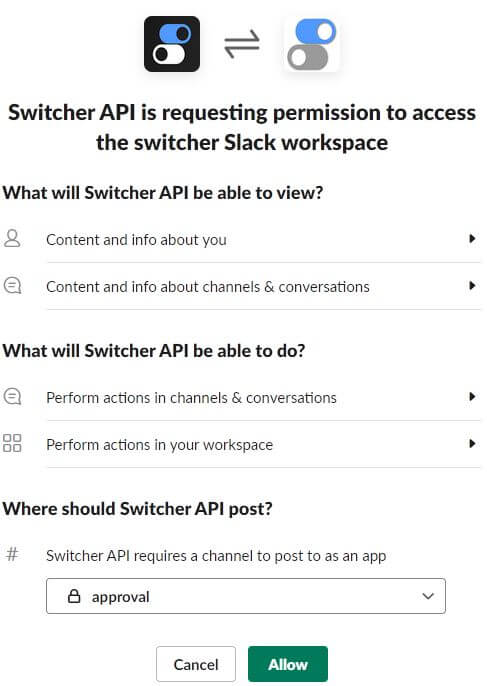 Switcher API is requesting permission to access
the switcher Slack workspace
What will Switcher API be able to view?
Content and info about you
Content and info about channels & conversations
What will Switcher API be able to do?
Perform actions in channels & conversations
Perform actions in your workspace
Where should Switcher API post?
# Switcher API requires a channel to post to as an app
approval
Cancel Allow